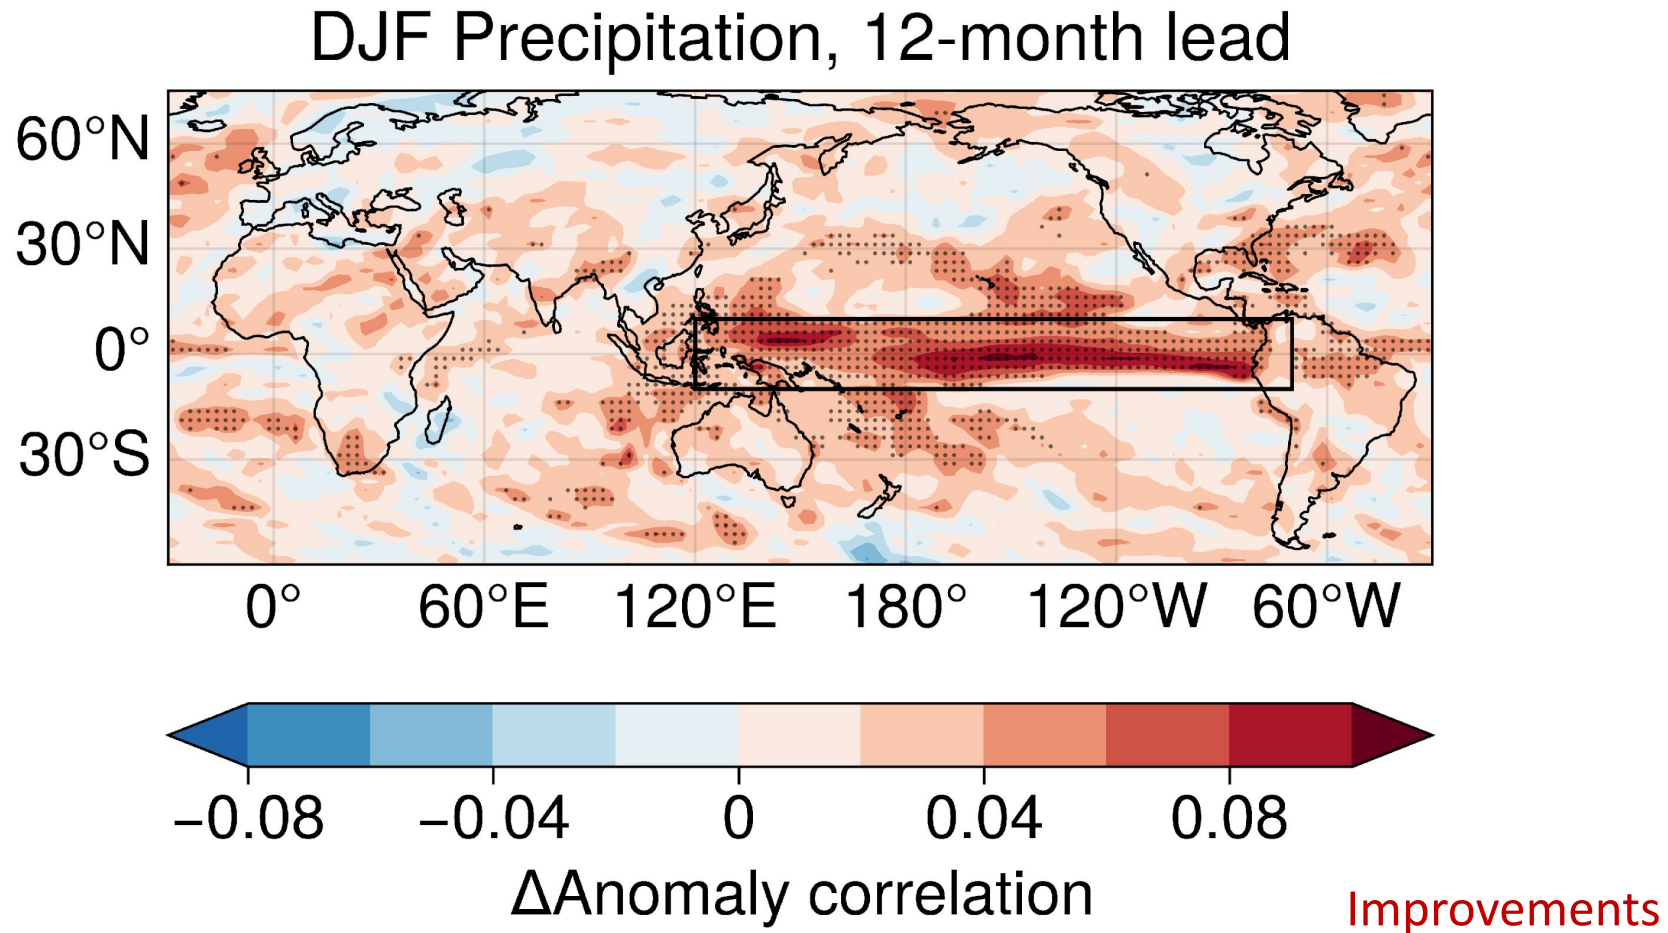 DJF Precipitation, 12-month lead
60°N
30°N
0°
30°S
0° 60°E 120°E 180° 120°W 60°W
−0.08 −0.04 0 0.04 0.08
ΔAnomaly correlation
Improvements